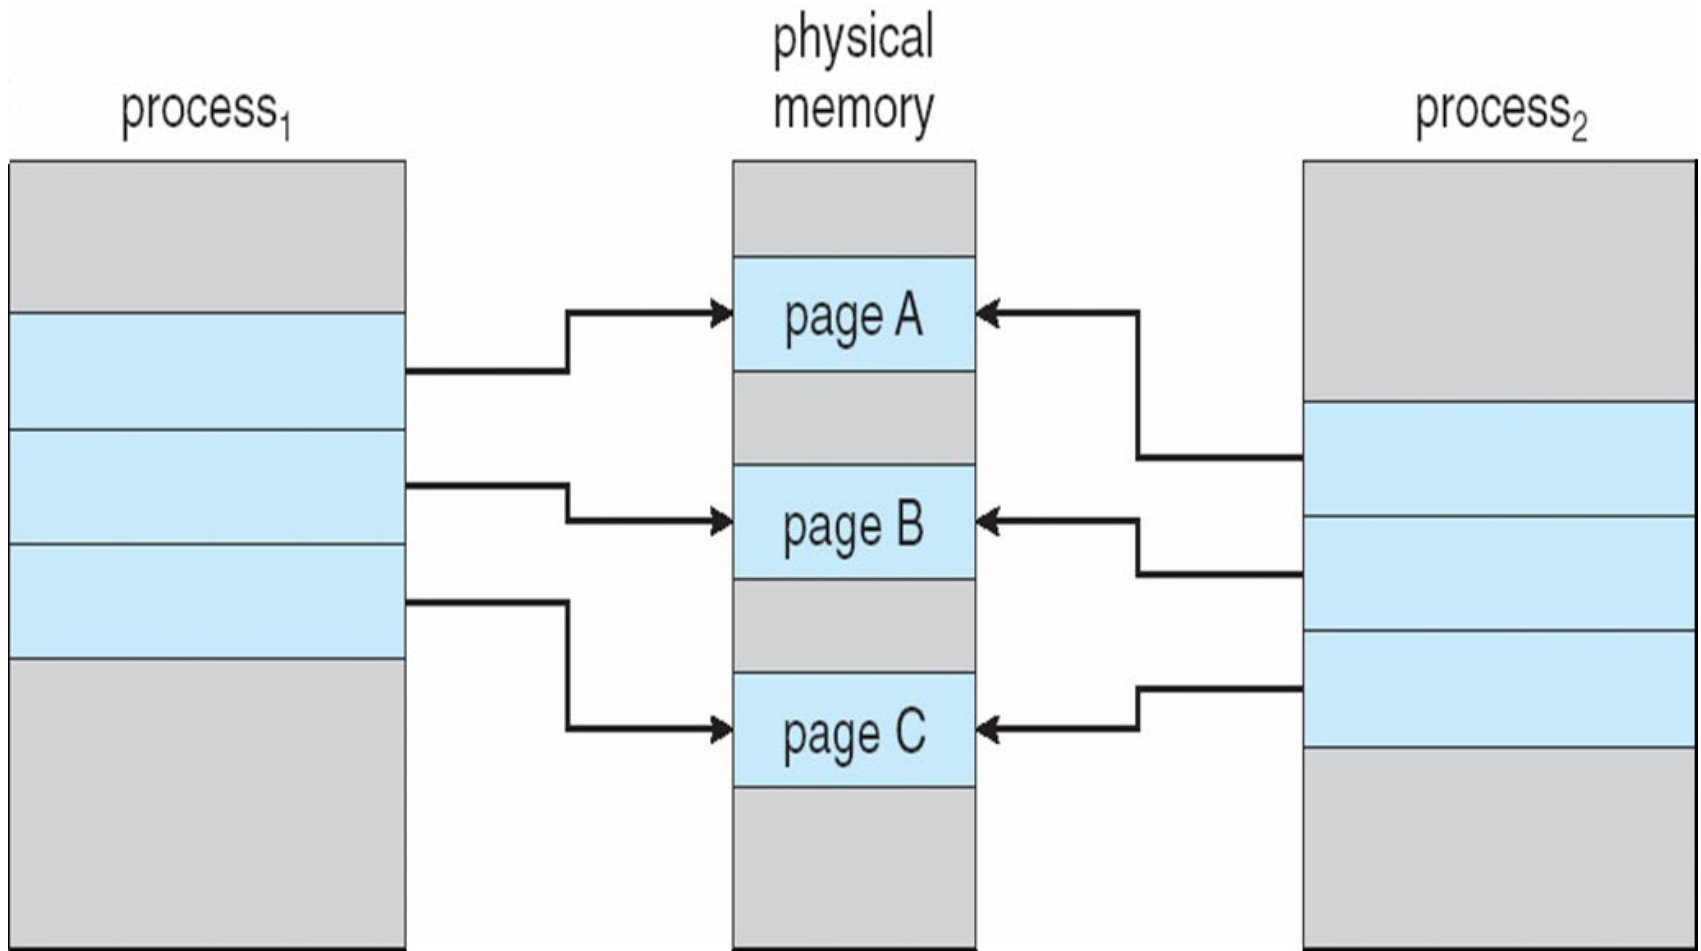 physical
memory
process₁
process₂
page A
page B
page C